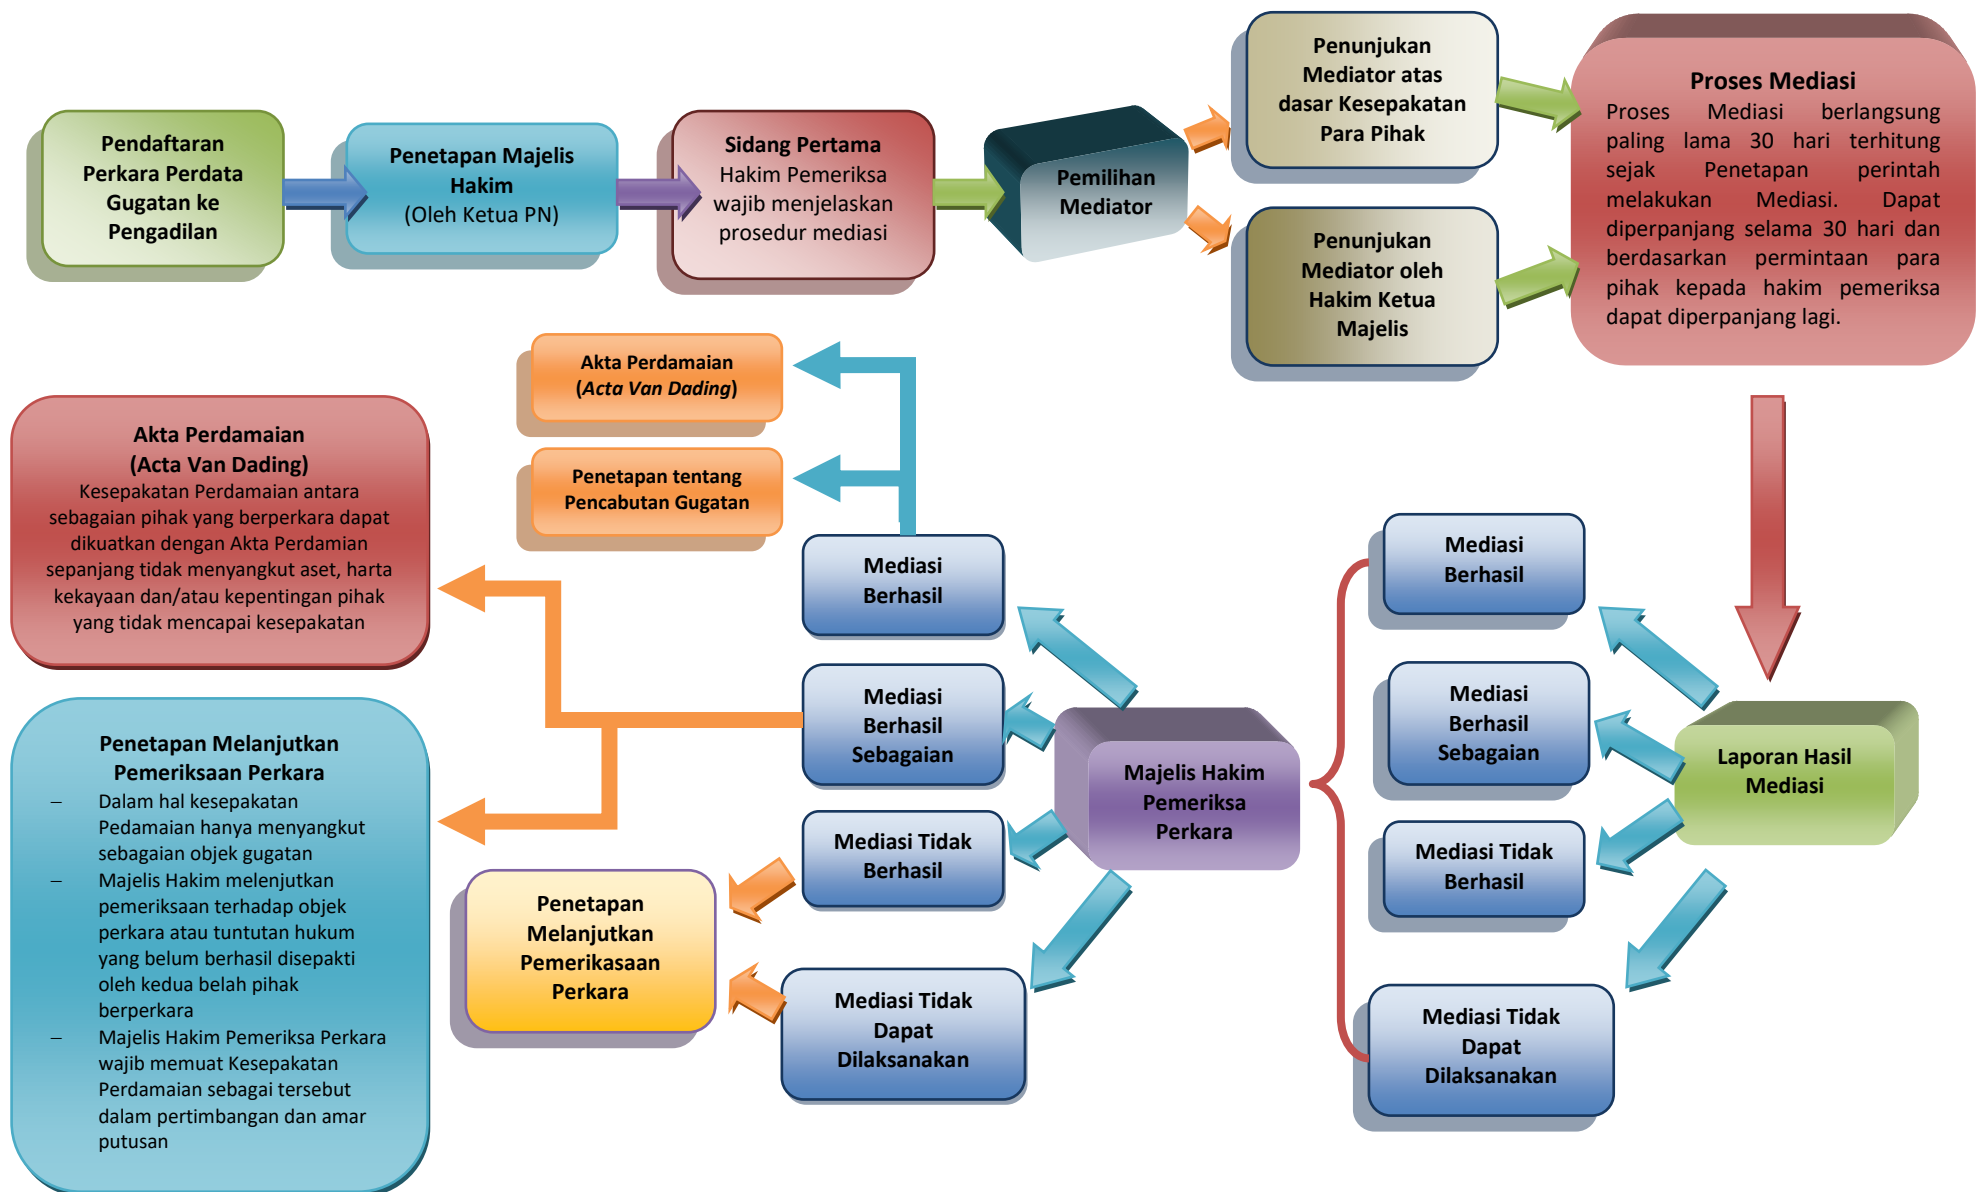 Pendaftaran
Perkara Perdata
Gugatan ke
Pengadilan
Penetapan Majelis
Hakim
(Oleh Ketua PN)
Sidang Pertama
Hakim Pemeriksa
wajib menjelaskan
prosedur mediasi
Pemilihan
Mediator
Penunjukan
Mediator atas
dasar Kesepakatan
Para Pihak
Penunjukan
Mediator oleh
Hakim Ketua
Majelis
Proses Mediasi
Proses Mediasi berlangsung
paling lama 30 hari terhitung
sejak Penetapan perintah
melakukan Mediasi. Dapat
diperpanjang selama 30 hari dan
berdasarkan permintaan para
pihak kepada hakim pemeriksa
dapat diperpanjang lagi.
Laporan Hasil
Mediasi
Mediasi
Berhasil
Mediasi
Berhasil
Sebagaian
Mediasi Tidak
Berhasil
Mediasi Tidak
Dapat
Dilaksanakan
Majelis Hakim
Pemeriksa
Perkara
Mediasi
Berhasil
Mediasi
Berhasil
Sebagaian
Mediasi Tidak
Berhasil
Mediasi Tidak
Dapat
Dilaksanakan
Akta Perdamaian
(Acta Van Dading)
Penetapan tentang
Pencabutan Gugatan
Akta Perdamaian
(Acta Van Dading)
Kesepakatan Perdamaian antara
sebagaian pihak yang berperkara dapat
dikuatkan dengan Akta Perdamian
sepanjang tidak menyangkut aset, harta
kekayaan dan/atau kepentingan pihak
yang tidak mencapai kesepakatan
Penetapan Melanjutkan
Pemeriksaan Perkara
– Dalam hal kesepakatan
Pedamaian hanya menyangkut
sebagaian objek gugatan
– Majelis Hakim melenjutkan
pemeriksaan terhadap objek
perkara atau tuntutan hukum
yang belum berhasil disepakti
oleh kedua belah pihak
berperkara
– Majelis Hakim Pemeriksa Perkara
wajib memuat Kesepakatan
Perdamaian sebagai tersebut
dalam pertimbangan dan amar
putusan
Penetapan
Melanjutkan
Pemerikasaan
Perkara